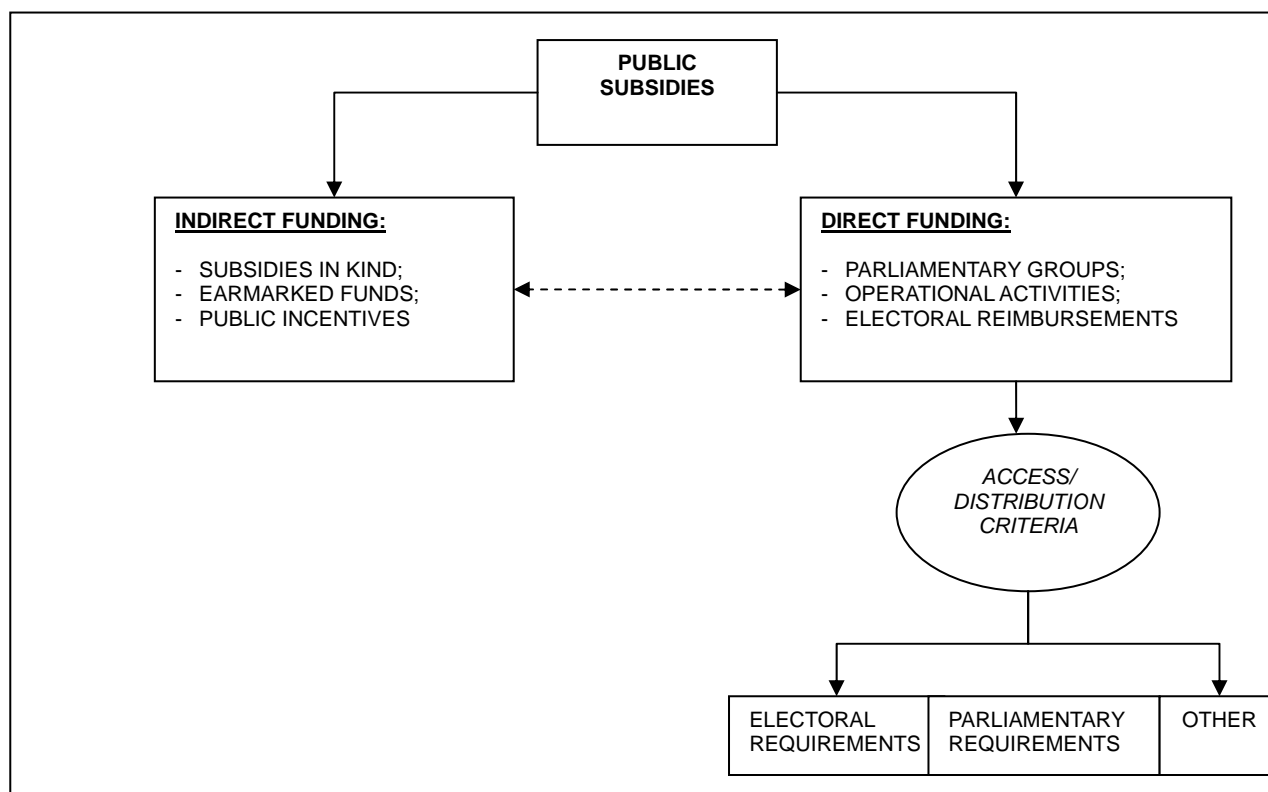 PUBLIC
SUBSIDIES
INDIRECT FUNDING:
- SUBSIDIES IN KIND;
- EARMARKED FUNDS;
- PUBLIC INCENTIVES
DIRECT FUNDING:
- PARLIAMENTARY GROUPS;
- OPERATIONAL ACTIVITIES;
- ELECTORAL REIMBURSEMENTS
ACCESS/
DISTRIBUTION
CRITERIA
ELECTORAL
REQUIREMENTS
PARLIAMENTARY
REQUIREMENTS
OTHER